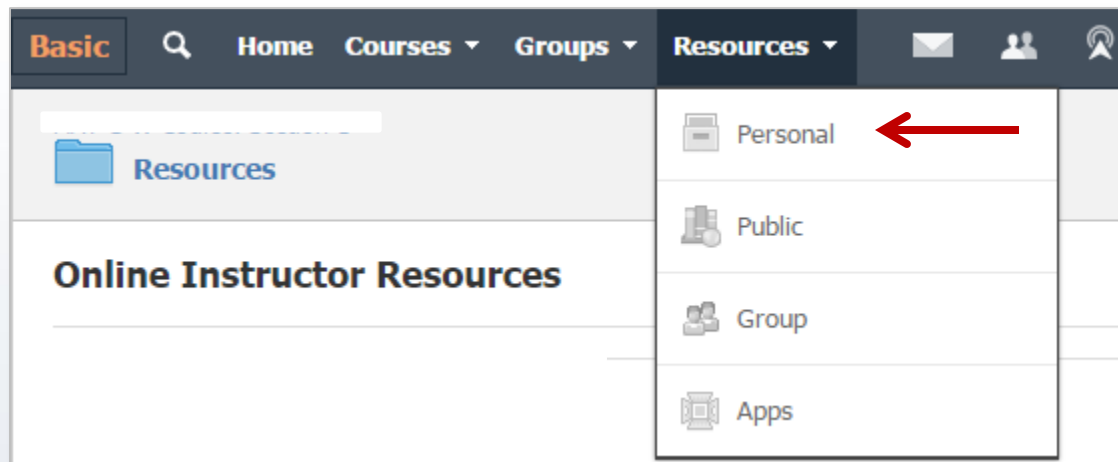 Basic Home Courses Groups Resources
Resources
Online Instructor Resources
Personal
Public
Group
Apps